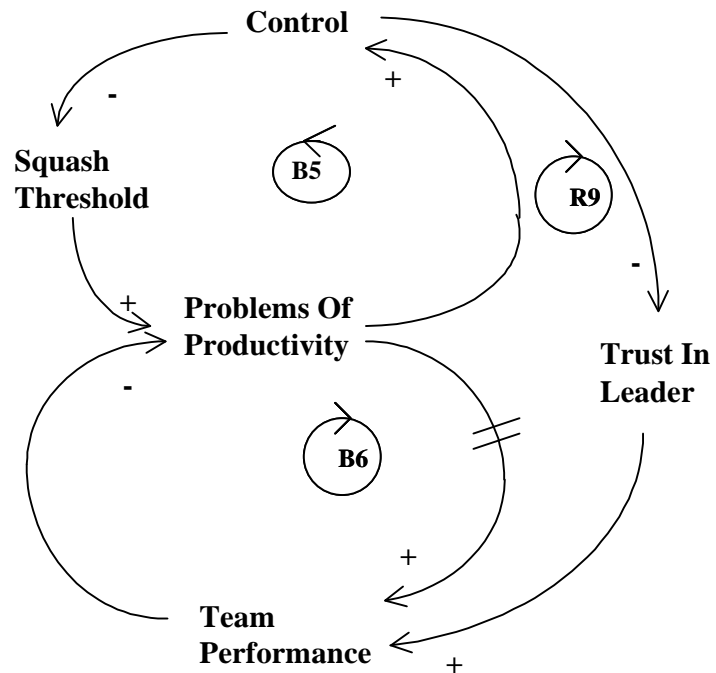 Control
+
-
Squash
Threshold
B5
R9
-
+
Problems Of
Productivity
Trust In
Leader
-
B6
+
Team
Performance
+